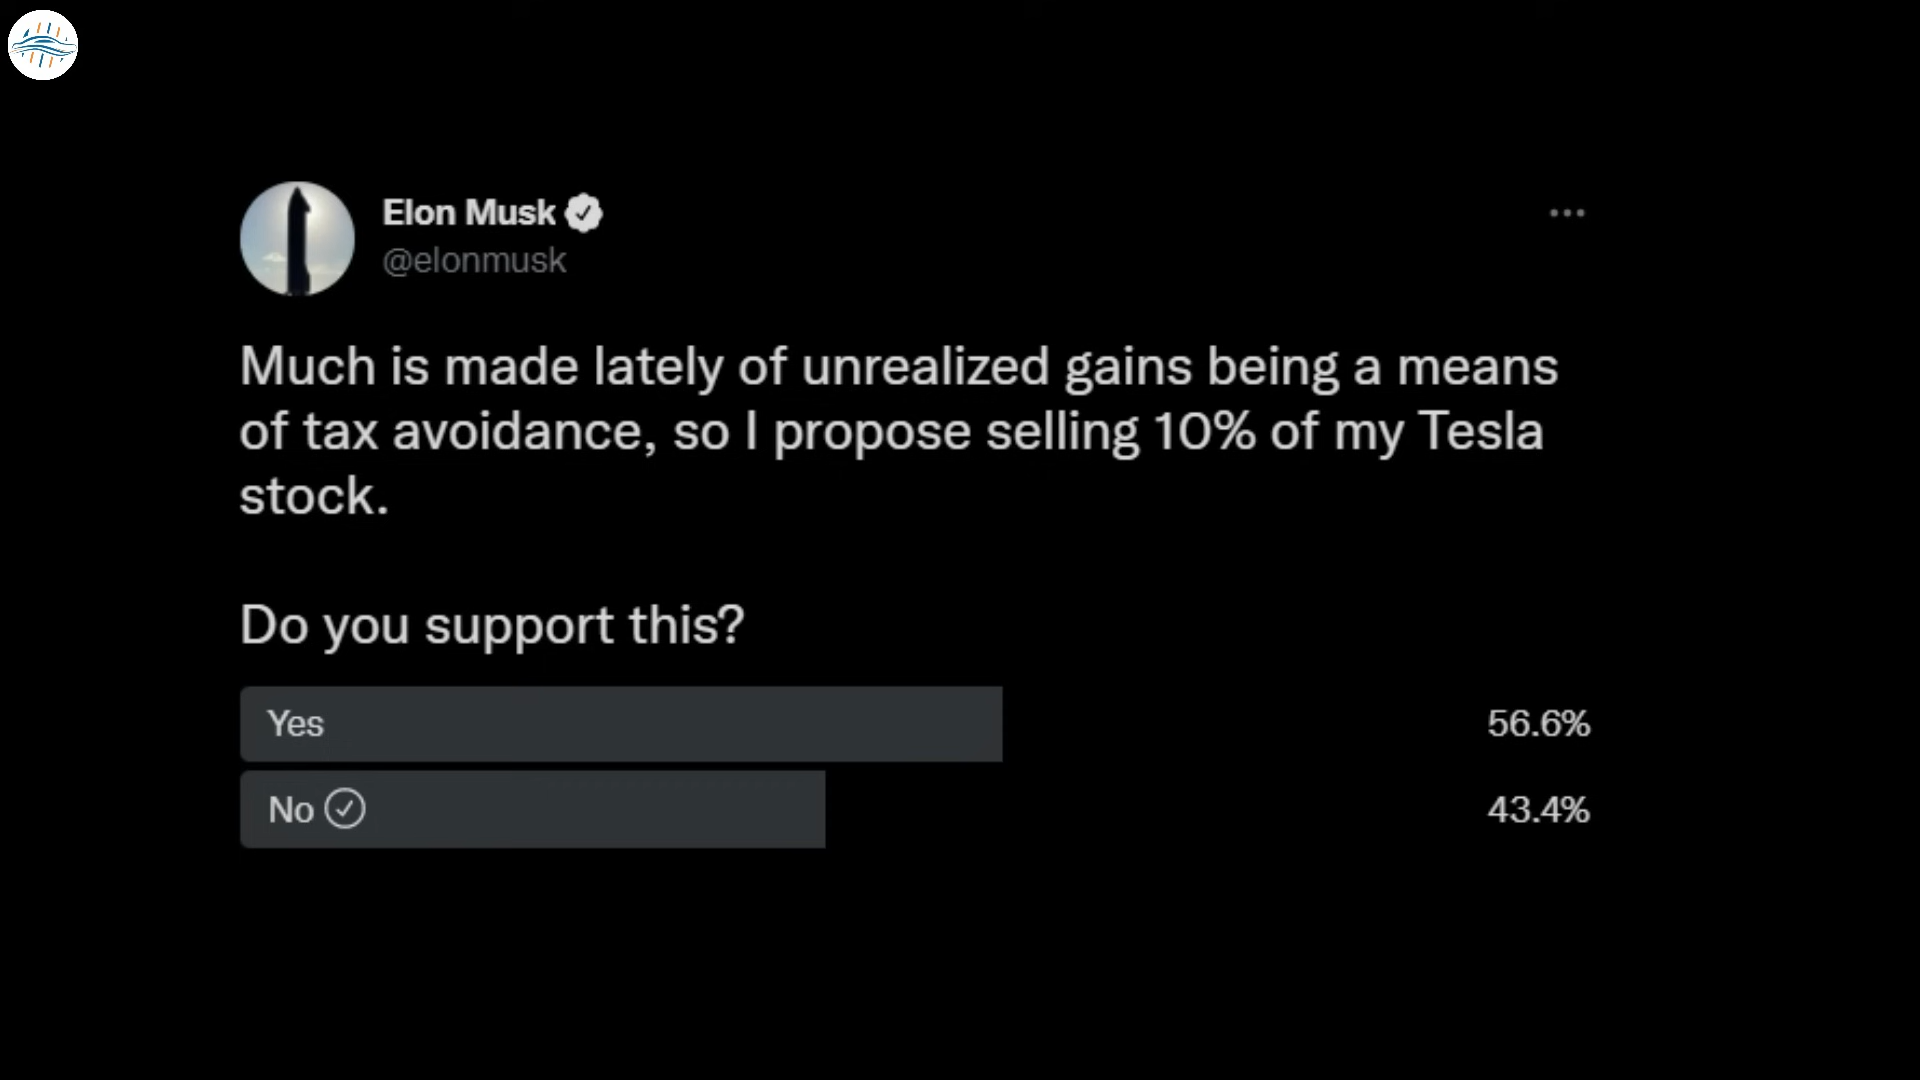 Elon Musk
@elonmusk
Much is made lately of unrealized gains being a means
of tax avoidance, so I propose selling 10% of my Tesla
stock.
Do you support this?
Yes 56.6%
No 43.4%